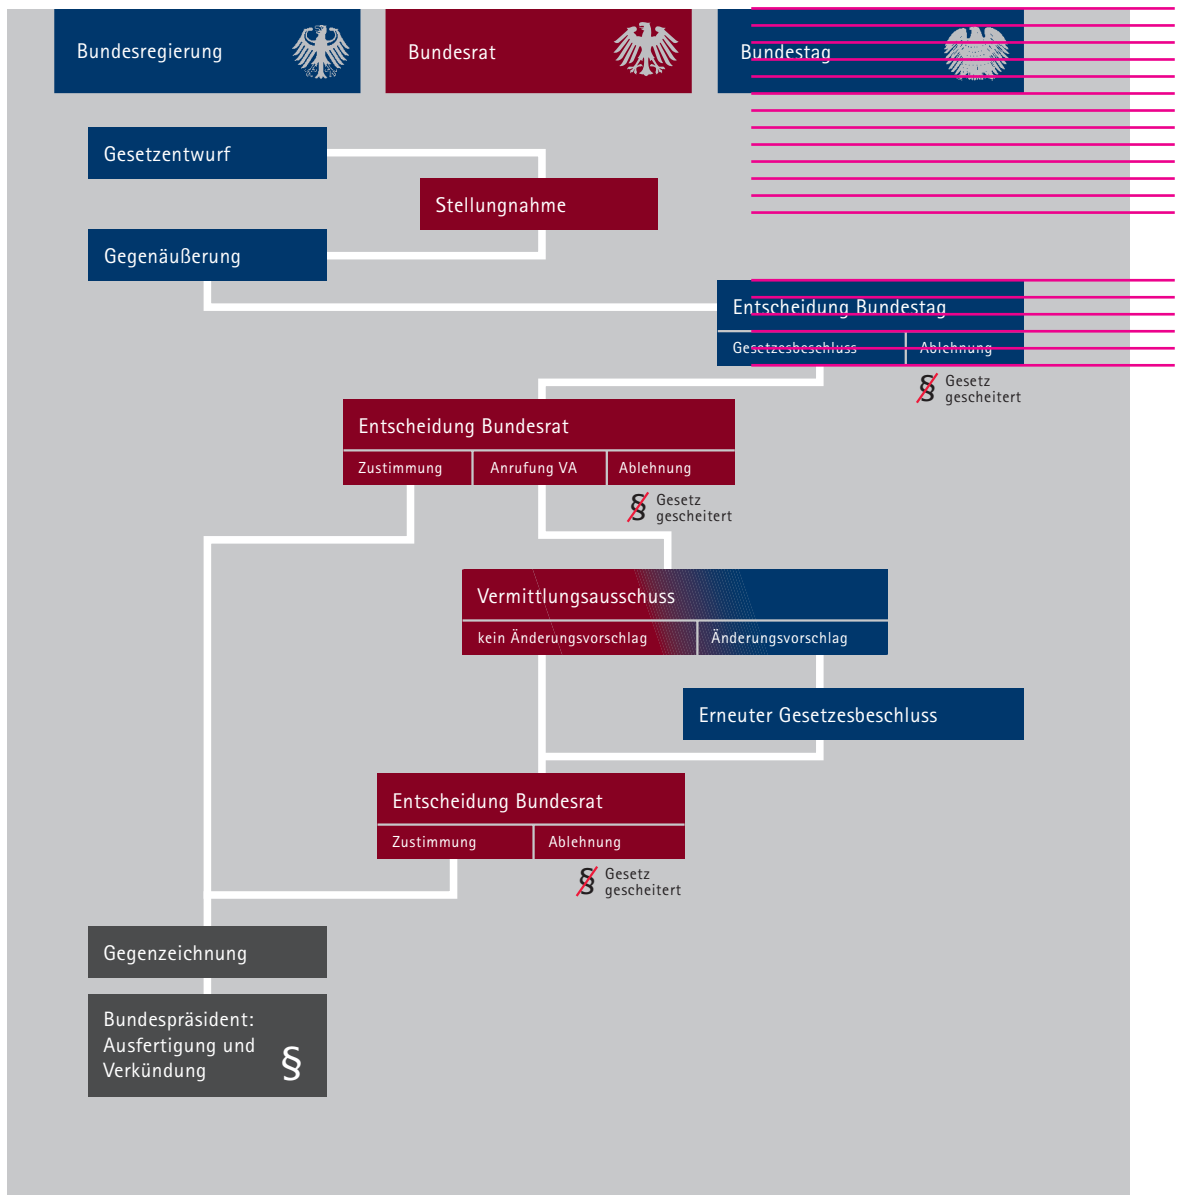 Bundesregierung
Bundesrat
Bundestag
Gesetzentwurf
Stellungnahme
Gegenäußerung
Entscheidung Bundestag
Gesetzesbeschluss
Ablehnung
§ Gesetz
gescheitert
Entscheidung Bundesrat
Zustimmung
Anrufung VA
Ablehnung
§ Gesetz
gescheitert
Vermittlungsausschuss
kein Änderungsvorschlag
Änderungsvorschlag
Erneuter Gesetzesbeschluss
Entscheidung Bundesrat
Zustimmung
Ablehnung
§ Gesetz
gescheitert
Gegenzeichnung
Bundespräsident:
Ausfertigung und
Verkündung §